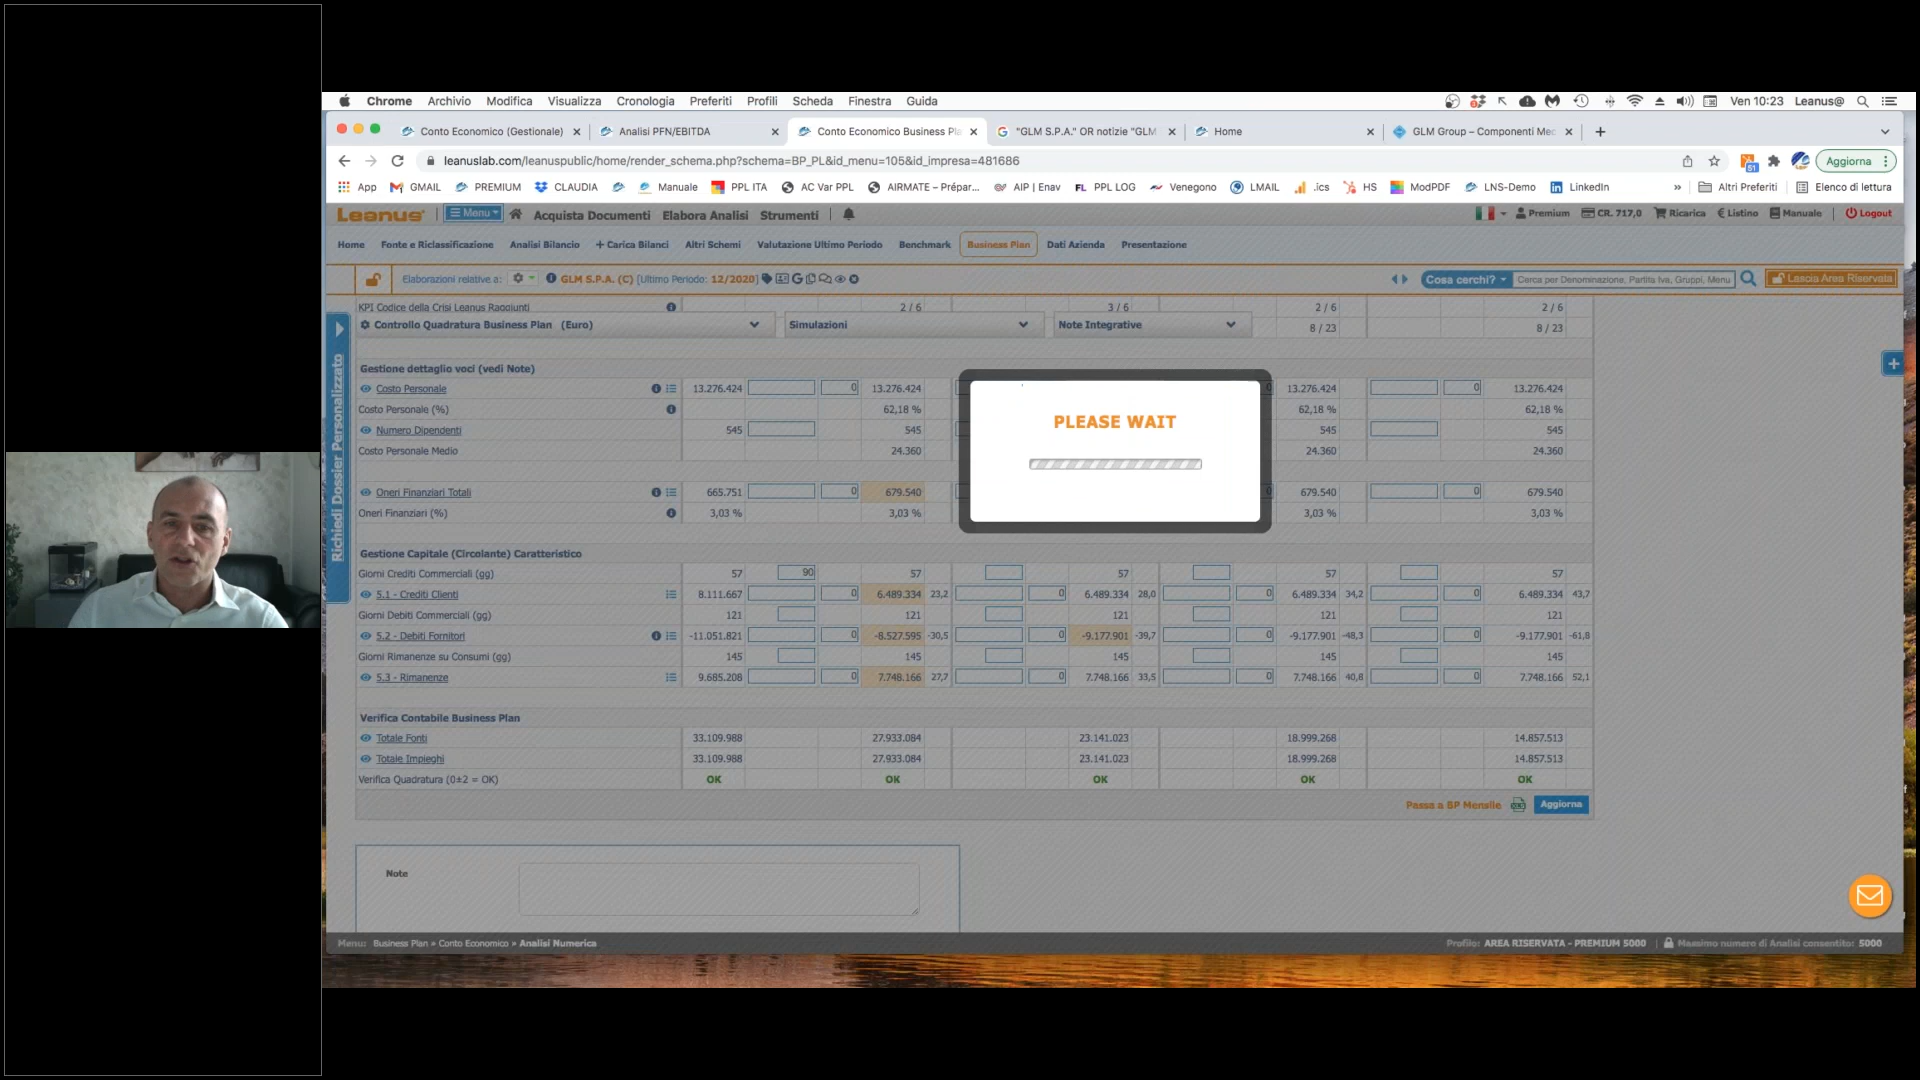 Chrome Archivio Modifica Visualizza Cronologia Preferiti Profili Scheda Finestra Guida Ven 10:23 Leanus@
Conto Economico (Gestionale) Analisi PFN/EBITDA Conto Economico Business Pla "GLM S.P.A." OR notizie "GLM Home GLM Group – Componenti Mec
leanuslab.com/leanuspublic/home/render_schema.php?schema=BP_PL&id_menu=105&id_impresa=481686 51 Aggiorna
App GMAIL PREMIUM CLAUDIA Manuale PPL ITA AC Var PPL AIRMATE – Prépar... AIP | Enav FL PPL LOG Venegono LMAIL .ics HS ModPDF LNS-Demo LinkedIn » Altri Preferiti Elenco di lettura
Leanus Menu Acquista Documenti Elabora Analisi Strumenti Premium CR. 717,0 Ricarica € Listino Manuale Logout
Home Fonte e Riclassificazione Analisi Bilancio + Carica Bilanci Altri Schemi Valutazione Ultimo Periodo Benchmark Business Plan Dati Azienda Presentazione
Elaborazioni relative a: GLM S.P.A. (C) [Ultimo Periodo: 12/2020] Cosa cerchi? Cerca per Denominazione, Partita Iva, Gruppi, Menu Lascia Area Riservata
KPI Codice della Crisi Leanus Raggiunti 2 / 6 3 / 6 2 / 6 2 / 6
Controllo Quadratura Business Plan (Euro) Simulazioni Note Integrative 8 / 23 8 / 23
Richiedi Dossier Personalizzato
Gestione dettaglio voci (vedi Note)
Costo Personale 13.276.424 0 13.276.424 0 13.276.424 0 13.276.424
Costo Personale (%) 62,18 % 62,18 % 62,18 %
Numero Dipendenti 545 545 545 545
Costo Personale Medio 24.360 24.360 24.360
PLEASE WAIT
Oneri Finanziari Totali 665.751 0 679.540 0 679.540 0 679.540
Oneri Finanziari (%) 3,03 % 3,03 % 3,03 % 3,03 %
Gestione Capitale (Circolante) Caratteristico
Giorni Crediti Commerciali (gg) 57 90 57 57 57 57
5.1 - Crediti Clienti 8.111.667 0 6.489.334 23,2 0 6.489.334 28,0 0 6.489.334 34,2 0 6.489.334 43,7
Giorni Debiti Commerciali (gg) 121 121 121 121 121
5.2 - Debiti Fornitori -11.051.821 0 -8.527.595 -30,5 0 -9.177.901 -39,7 0 -9.177.901 -48,3 0 -9.177.901 -61,8
Giorni Rimanenze su Consumi (gg) 145 145 145 145 145
5.3 - Rimanenze 9.685.208 0 7.748.166 27,7 0 7.748.166 33,5 0 7.748.166 40,8 0 7.748.166 52,1
Verifica Contabile Business Plan
Totale Fonti 33.109.988 27.933.084 23.141.023 18.999.268 14.857.513
Totale Impieghi 33.109.988 27.933.084 23.141.023 18.999.268 14.857.513
Verifica Quadratura (0±2 = OK) OK OK OK OK OK
Passa a BP Mensile Aggiorna
Note
Menu: Business Plan » Conto Economico » Analisi Numerica Profilo: AREA RISERVATA - PREMIUM 5000 | Massimo numero di Analisi consentito: 5000